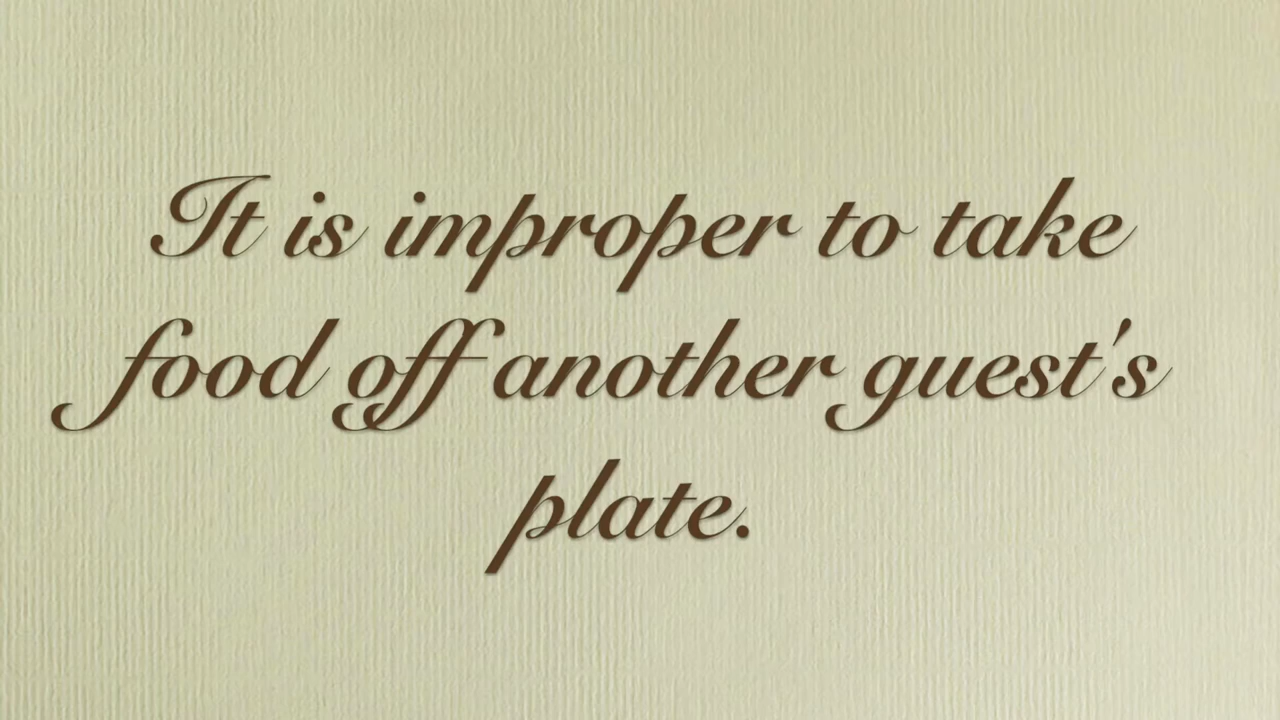 It is improper to take
food off another guest's
plate.